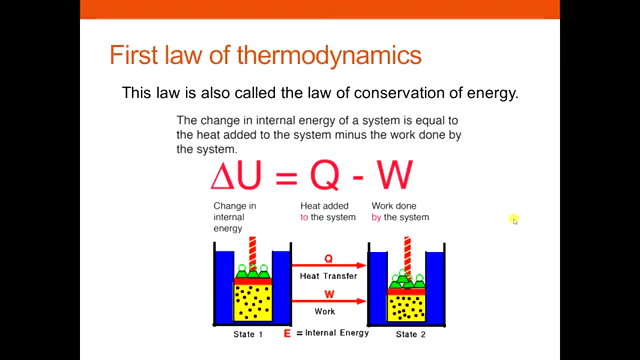 First law of thermodynamics
This law is also called the law of conservation of energy.
The change in internal energy of a system is equal to
the heat added to the system minus the work done by
the system.
ΔU = Q - W
Change in
internal
energy
Heat added
to the system
Work done
by the system
Q
Heat Transfer
W
Work
State 1
E = Internal Energy
State 2